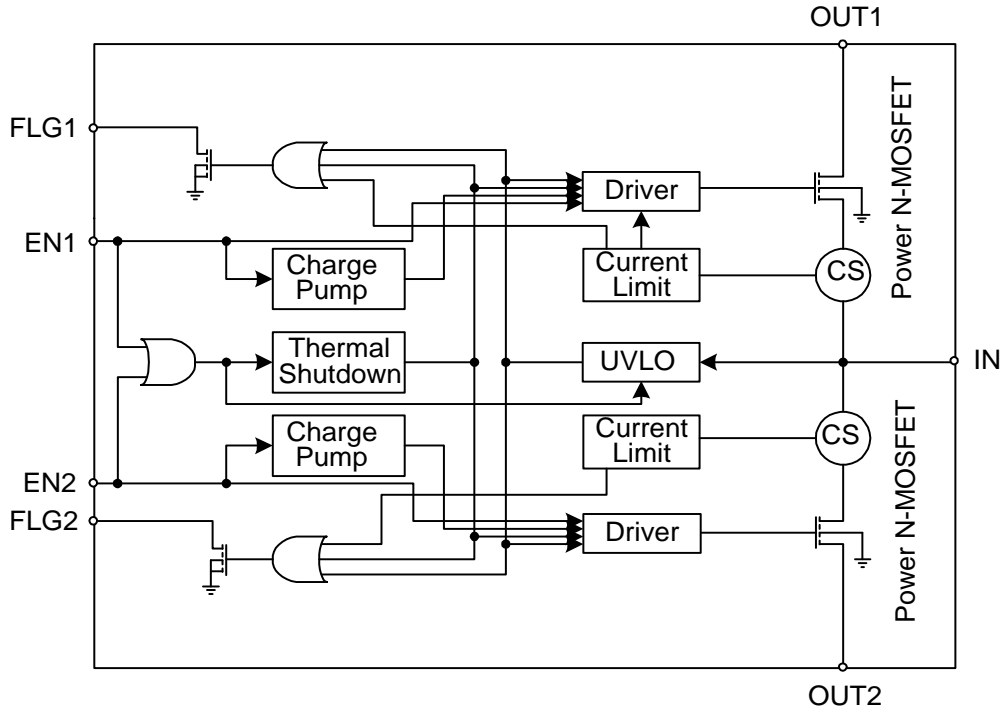 OUT1
FLG1
Driver
Power N-MOSFET
EN1
Charge
Pump
Current
Limit
CS
Thermal
Shutdown
UVLO
IN
Charge
Pump
Current
Limit
CS
EN2
FLG2
Driver
Power N-MOSFET
OUT2